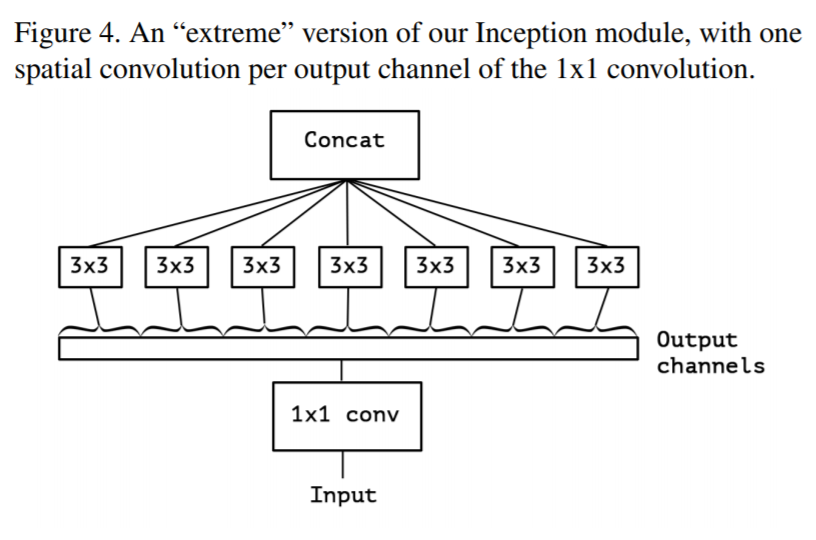 Figure 4. An “extreme” version of our Inception module, with one
spatial convolution per output channel of the 1x1 convolution.
Concat
3x3 3x3 3x3 3x3 3x3 3x3 3x3
Output
channels
1x1 conv
Input